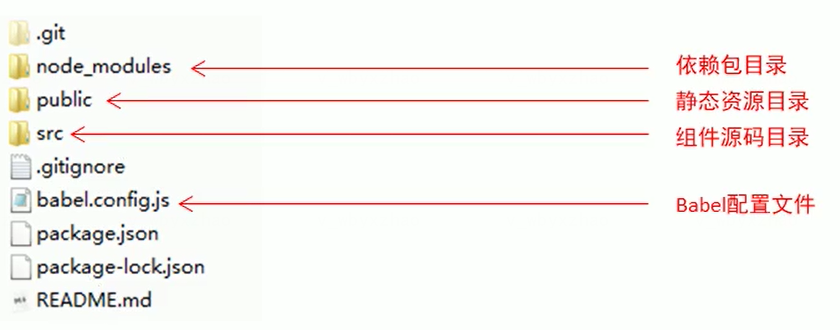 .git
node_modules 依赖包目录
public 静态资源目录
src 组件源码目录
.gitignore
babel.config.js Babel配置文件
package.json
package-lock.json
README.md